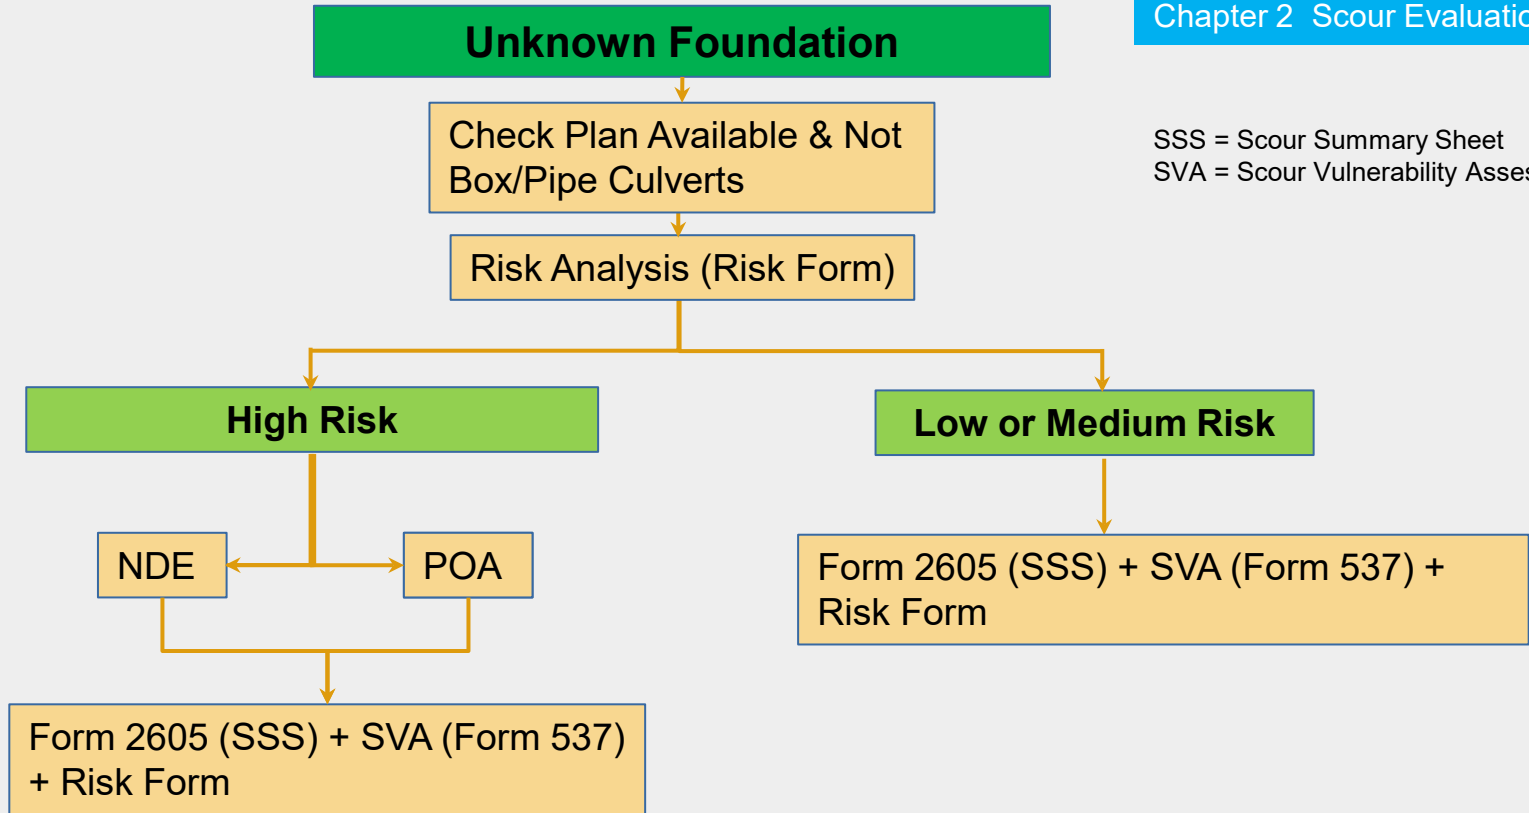 Chapter 2 Scour Evaluatio
Unknown Foundation
Check Plan Available & Not
Box/Pipe Culverts
SSS = Scour Summary Sheet
SVA = Scour Vulnerability Asses
Risk Analysis (Risk Form)
High Risk
Low or Medium Risk
NDE
POA
Form 2605 (SSS) + SVA (Form 537) +
Risk Form
Form 2605 (SSS) + SVA (Form 537)
+ Risk Form